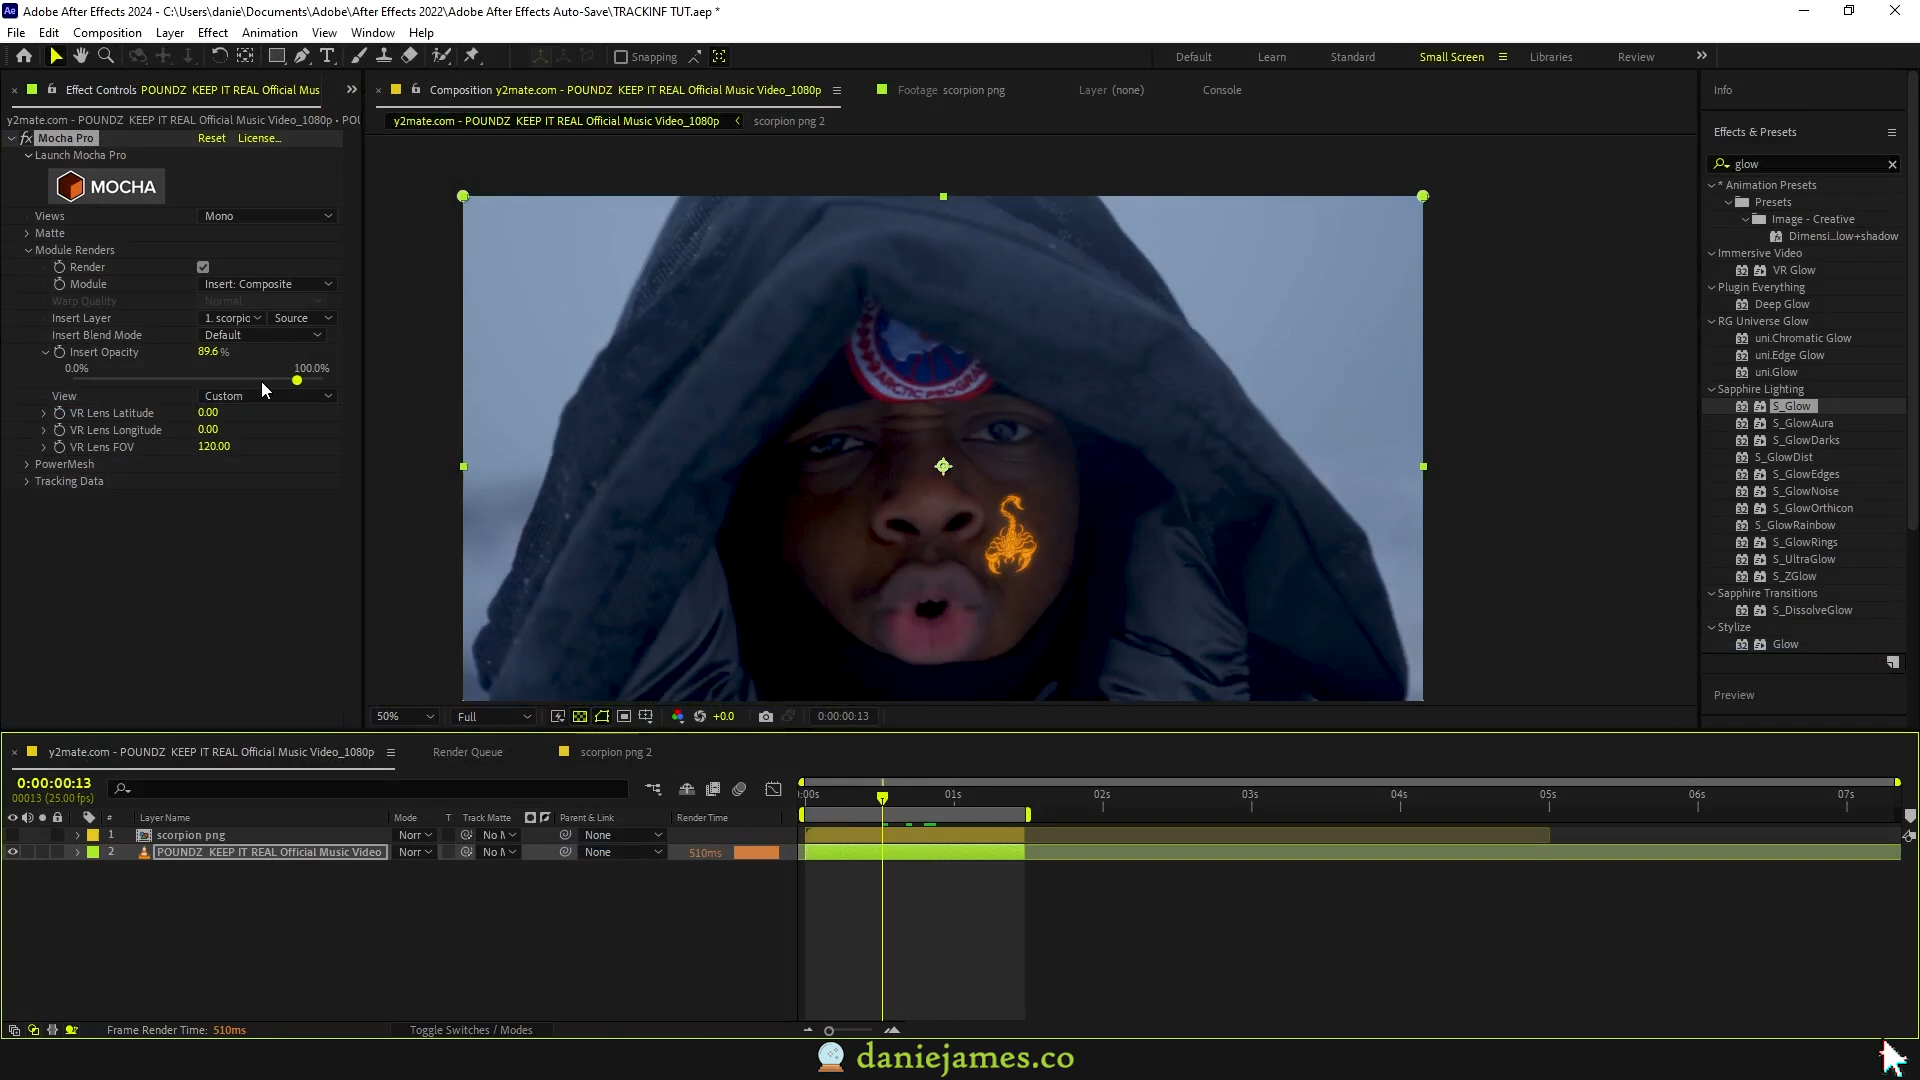 Adobe After Effects 2024 - C:\Users\danie\Documents\Adobe\After Effects 2022\Adobe After Effects Auto-Save\TRACKINF TUT.aep *
File Edit Composition Layer Effect Animation View Window Help
Snapping Default Learn Standard Small Screen Libraries Review
Effect Controls POUNDZ KEEP IT REAL Official Mus
Composition y2mate.com - POUNDZ KEEP IT REAL Official Music Video_1080p
Footage scorpion png
Layer (none)
Console
Info
y2mate.com - POUNDZ KEEP IT REAL Official Music Video_1080p • POU
y2mate.com - POUNDZ KEEP IT REAL Official Music Video_1080p scorpion png 2
Effects & Presets
fx Mocha Pro Reset License...
Launch Mocha Pro
MOCHA
Views Mono
Matte
Module Renders
Render
Module Insert: Composite
Warp Quality Normal
Insert Layer 1. scorpio Source
Insert Blend Mode Default
Insert Opacity 89.6 %
0.0% 100.0%
View Custom
VR Lens Latitude 0.00
VR Lens Longitude 0.00
VR Lens FOV 120.00
PowerMesh
Tracking Data
ARCTIC PROGRA
glow
* Animation Presets
Presets
Image - Creative
Dimensi...low+shadow
Immersive Video
VR Glow
Plugin Everything
Deep Glow
RG Universe Glow
uni.Chromatic Glow
uni.Edge Glow
uni.Glow
Sapphire Lighting
S_Glow
S_GlowAura
S_GlowDarks
S_GlowDist
S_GlowEdges
S_GlowNoise
S_GlowOrthicon
S_GlowRainbow
S_GlowRings
S_UltraGlow
S_ZGlow
Sapphire Transitions
S_DissolveGlow
Stylize
Glow
Preview
50% Full +0.0 0:00:00:13
y2mate.com - POUNDZ KEEP IT REAL Official Music Video_1080p Render Queue scorpion png 2
0:00:00:13
00013 (25.00 fps)
:00s 01s 02s 03s 04s 05s 06s 07s
# Layer Name Mode T Track Matte Parent & Link Render Time
1 scorpion png Norr No M None
2 POUNDZ KEEP IT REAL Official Music Video Norr No M None 510ms
Frame Render Time: 510ms Toggle Switches / Modes
daniejames.co